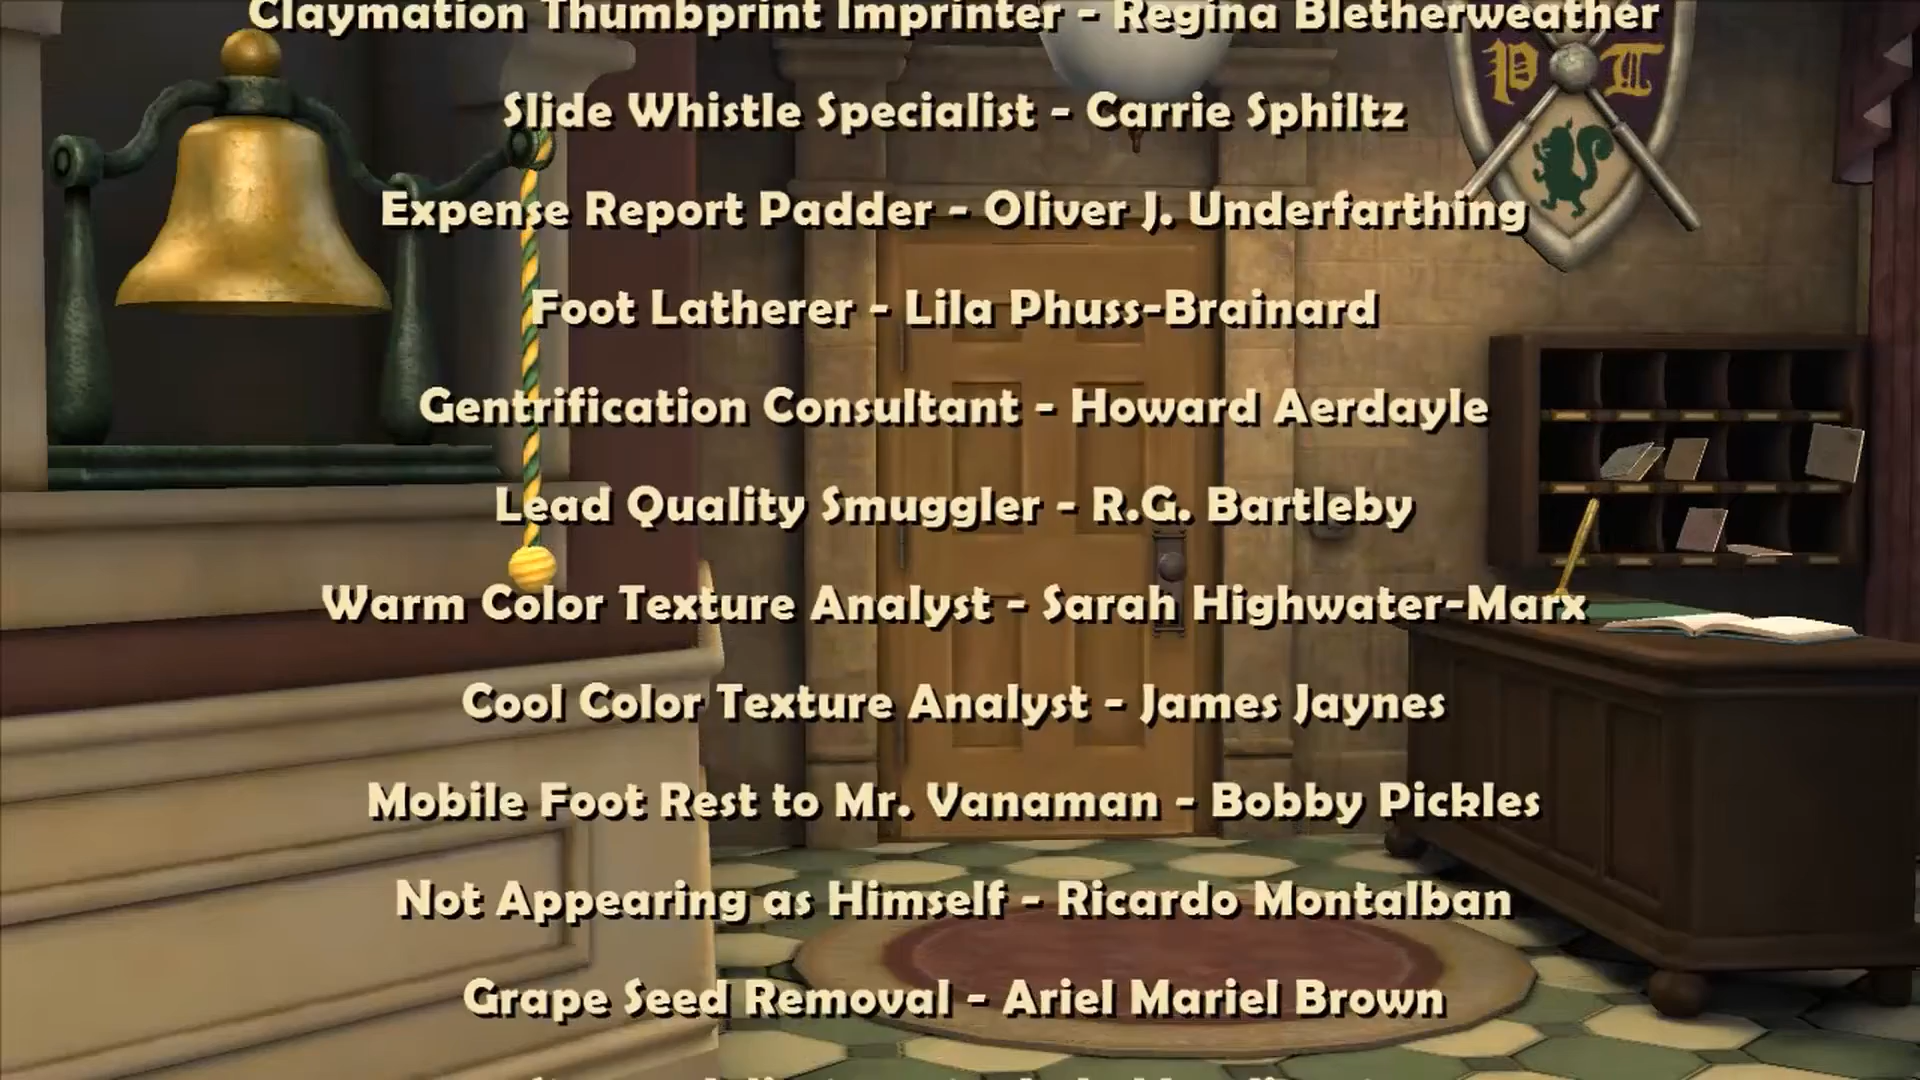 Claymation Thumbprint Imprinter - Regina Bletherweather
P T
Slide Whistle Specialist - Carrie Sphiltz
Expense Report Padder - Oliver J. Underfarthing
Foot Latherer - Lila Phuss-Brainard
Gentrification Consultant - Howard Aerdayle
Lead Quality Smuggler - R.G. Bartleby
Warm Color Texture Analyst - Sarah Highwater-Marx
Cool Color Texture Analyst - James Jaynes
Mobile Foot Rest to Mr. Vanaman - Bobby Pickles
Not Appearing as Himself - Ricardo Montalban
Grape Seed Removal - Ariel Mariel Brown